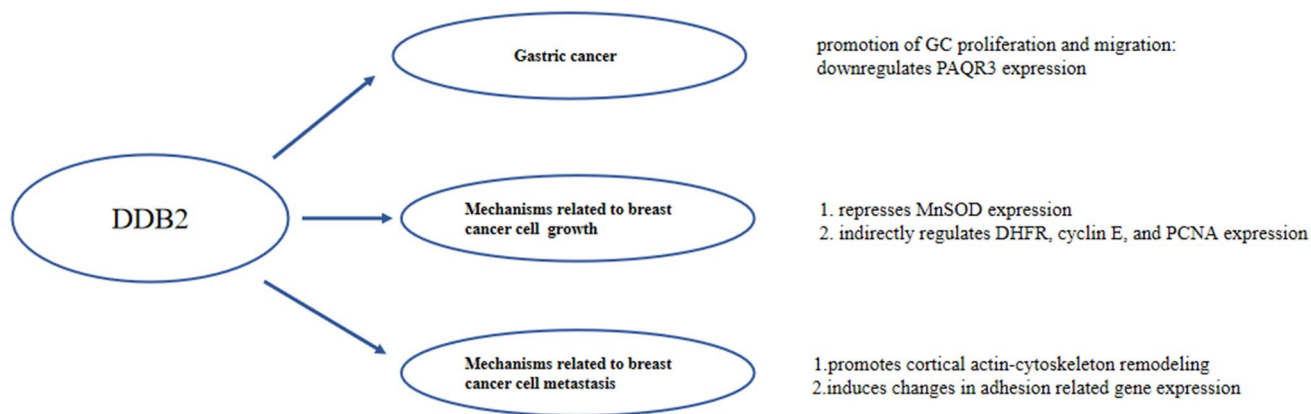 DDB2
Gastric cancer
promotion of GC proliferation and migration:
downregulates PAQR3 expression
Mechanisms related to breast
cancer cell growth
1. represses MnSOD expression
2. indirectly regulates DHFR, cyclin E, and PCNA expression
Mechanisms related to breast
cancer cell metastasis
1.promotes cortical actin-cytoskeleton remodeling
2.induces changes in adhesion related gene expression